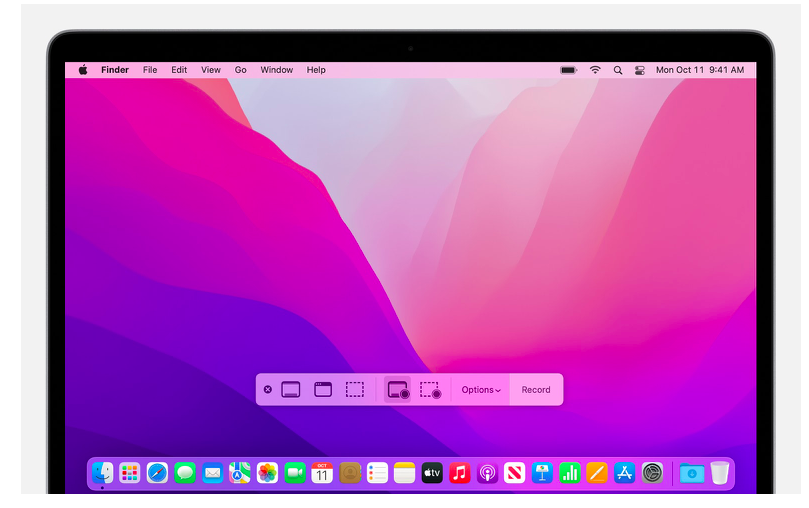 Finder File Edit View Go Window Help Mon Oct 11 9:41 AM
Options Record
OCT
11
tv